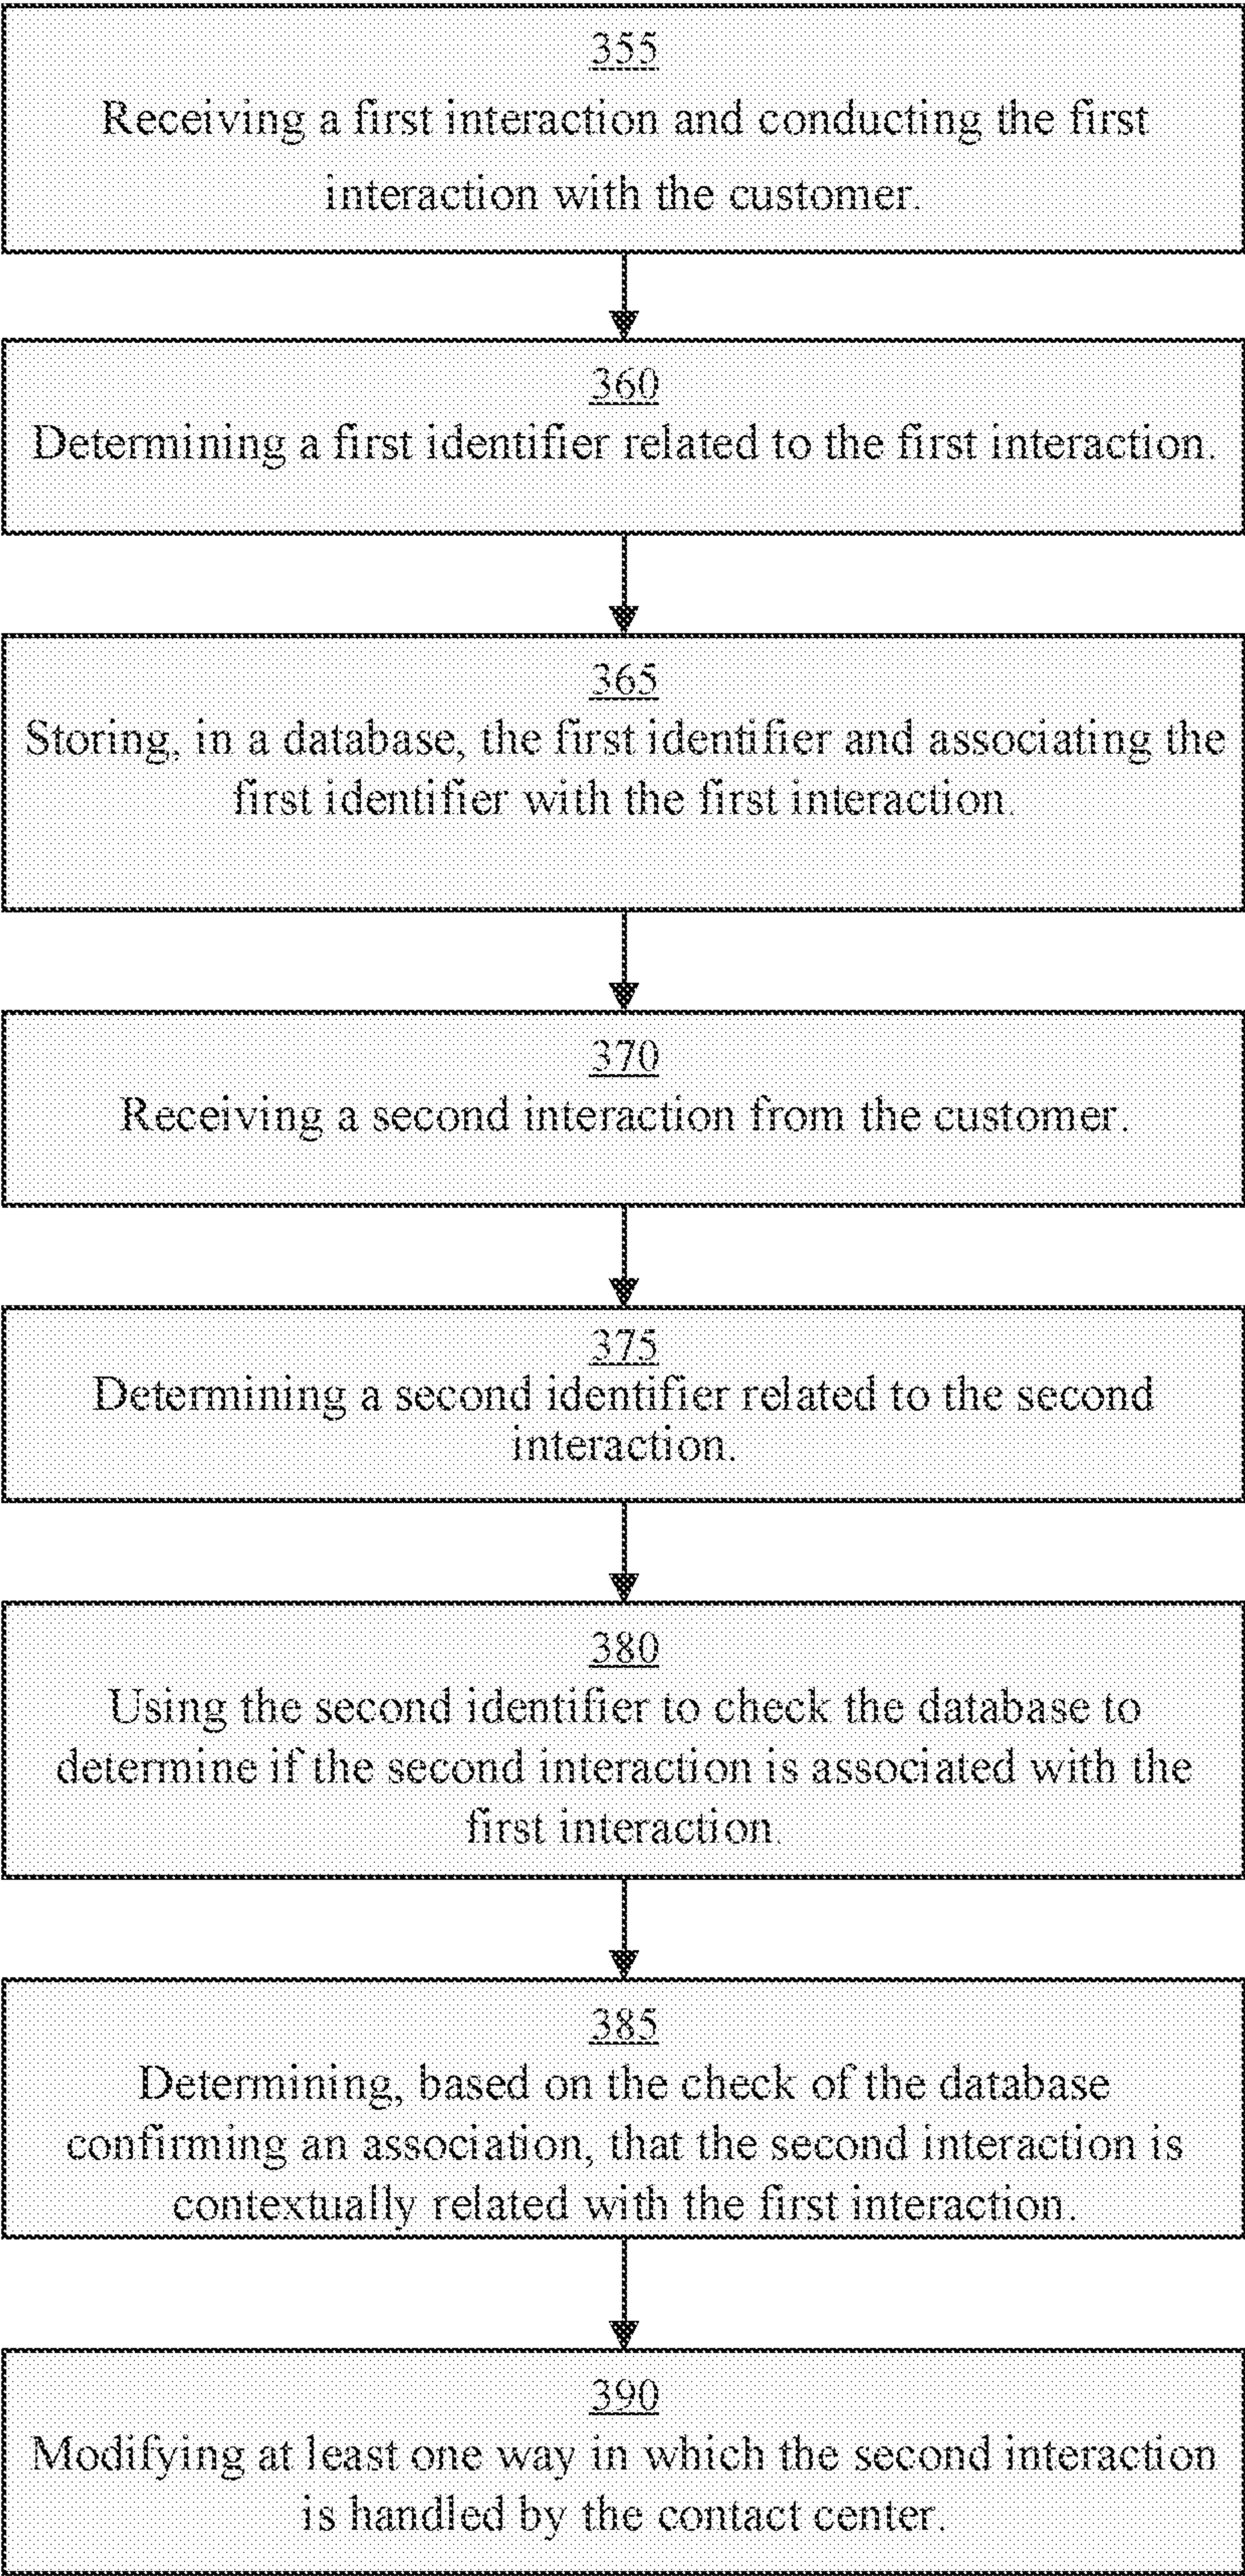 355
Receiving a first interaction and conducting the first
interaction with the customer.
360
Determining a first identifier related to the first interaction.
365
Storing, in a database, the first identifier and associating the
first identifier with the first interaction.
370
Receiving a second interaction from the customer.
375
Determining a second identifier related to the second
interaction.
380
Using the second identifier to check the database to
determine if the second interaction is associated with the
first interaction.
385
Determining, based on the check of the database
confirming an association, that the second interaction is
contextually related with the first interaction.
390
Modifying at least one way in which the second interaction
is handled by the contact center.